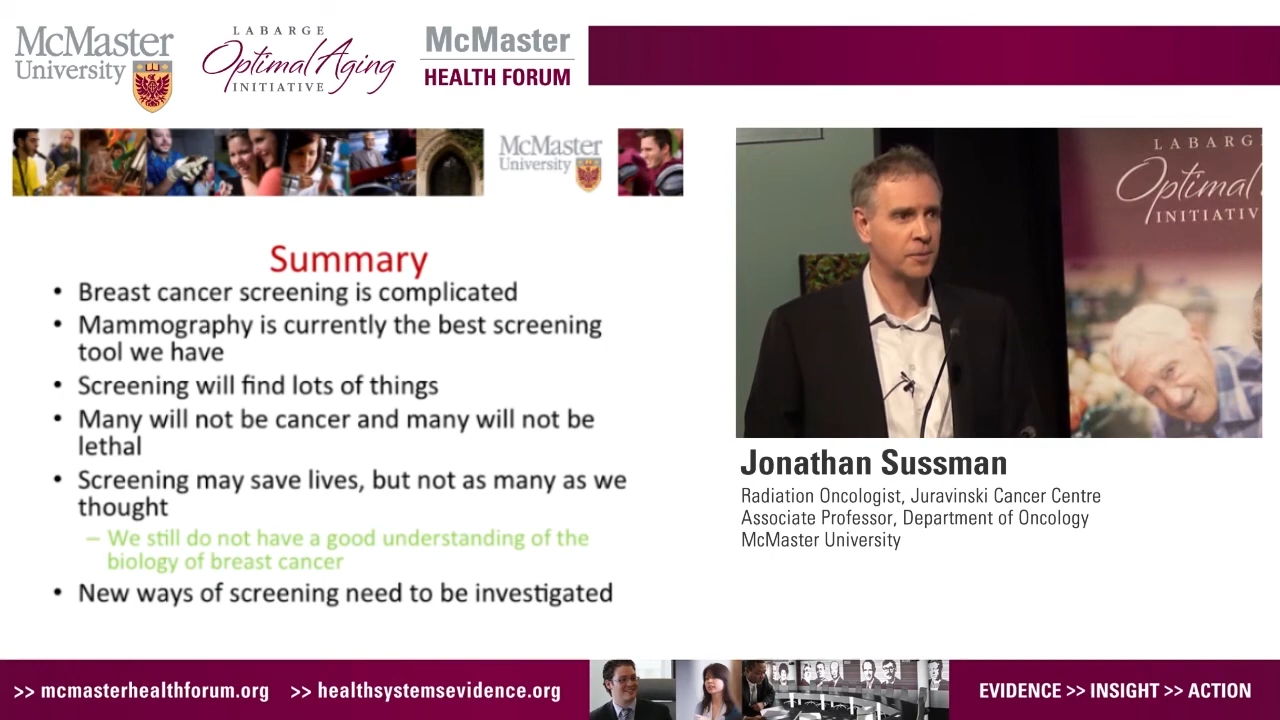 McMaster
University
LABARGE
Optimal Aging
INITIATIVE
McMaster
HEALTH FORUM
McMaster
University
Summary
• Breast cancer screening is complicated
• Mammography is currently the best screening
tool we have
• Screening will find lots of things
• Many will not be cancer and many will not be
lethal
• Screening may save lives, but not as many as we
thought
– We still do not have a good understanding of the
biology of breast cancer
• New ways of screening need to be investigated
LABARG
Optimal
INITIATIV
Jonathan Sussman
Radiation Oncologist, Juravinski Cancer Centre
Associate Professor, Department of Oncology
McMaster University
>> mcmasterhealthforum.org >> healthsystemsevidence.org
EVIDENCE >> INSIGHT >> ACTION